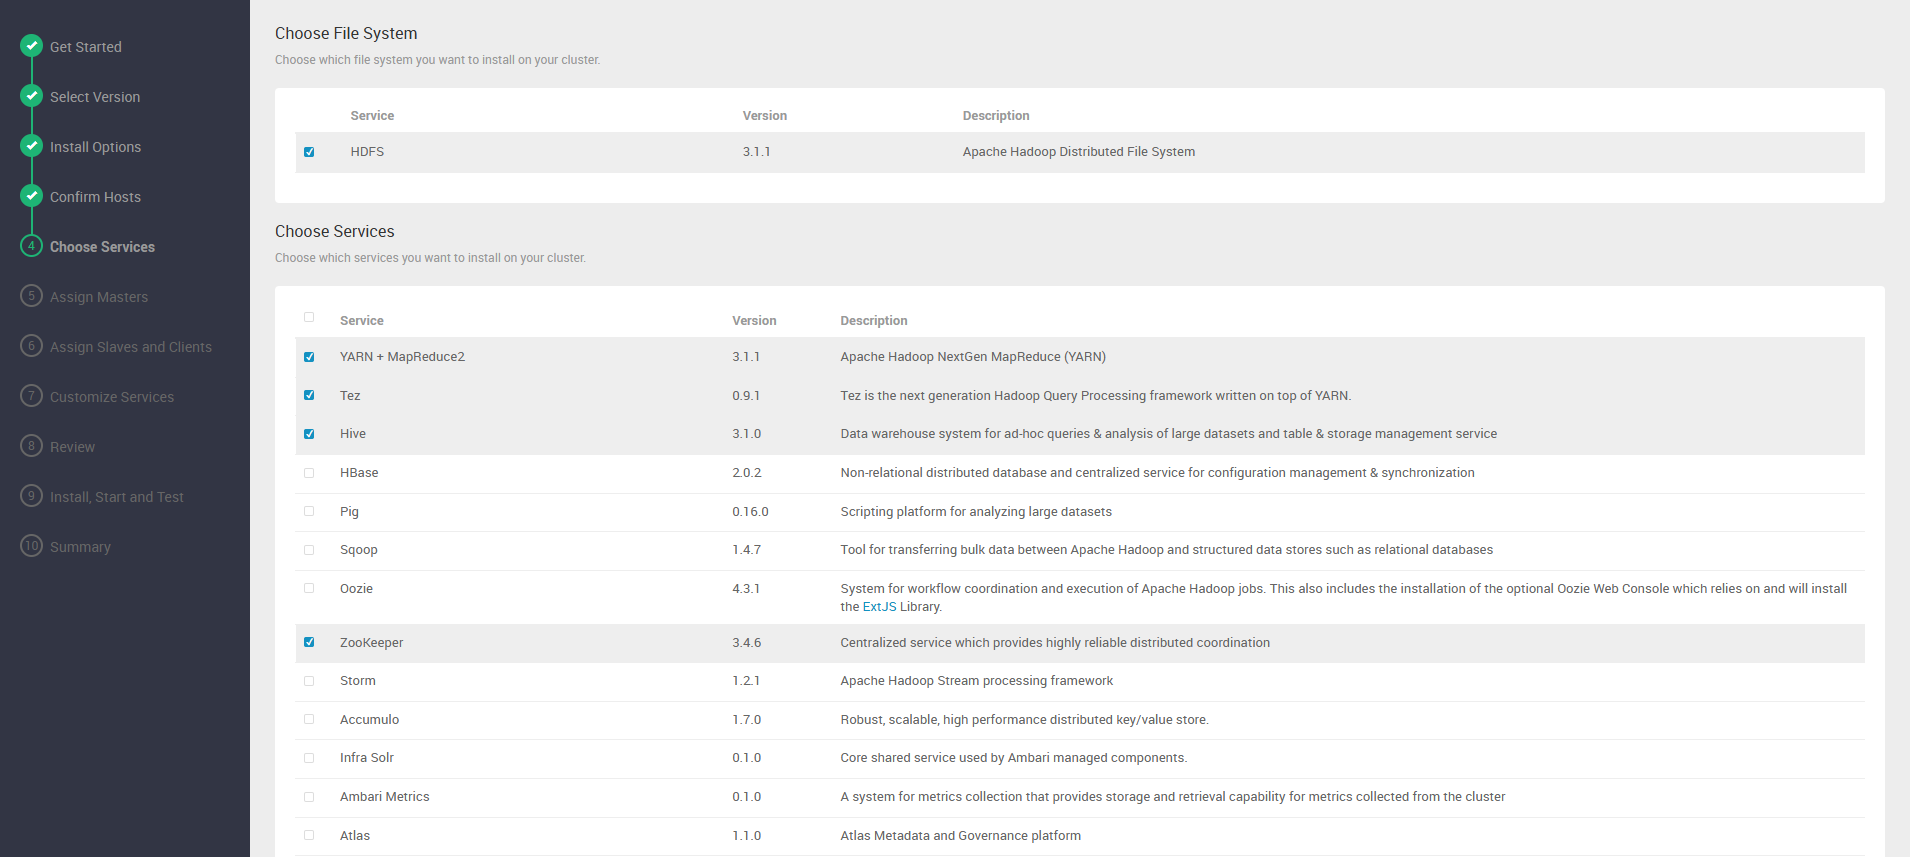 Get Started
Select Version
Install Options
Confirm Hosts
4 Choose Services
5 Assign Masters
6 Assign Slaves and Clients
7 Customize Services
8 Review
9 Install, Start and Test
10 Summary
Choose File System
Choose which file system you want to install on your cluster.
Service Version Description
HDFS 3.1.1 Apache Hadoop Distributed File System
Choose Services
Choose which services you want to install on your cluster.
Service Version Description
YARN + MapReduce2 3.1.1 Apache Hadoop NextGen MapReduce (YARN)
Tez 0.9.1 Tez is the next generation Hadoop Query Processing framework written on top of YARN.
Hive 3.1.0 Data warehouse system for ad-hoc queries & analysis of large datasets and table & storage management service
HBase 2.0.2 Non-relational distributed database and centralized service for configuration management & synchronization
Pig 0.16.0 Scripting platform for analyzing large datasets
Sqoop 1.4.7 Tool for transferring bulk data between Apache Hadoop and structured data stores such as relational databases
Oozie 4.3.1 System for workflow coordination and execution of Apache Hadoop jobs. This also includes the installation of the optional Oozie Web Console which relies on and will install
the ExtJS Library.
ZooKeeper 3.4.6 Centralized service which provides highly reliable distributed coordination
Storm 1.2.1 Apache Hadoop Stream processing framework
Accumulo 1.7.0 Robust, scalable, high performance distributed key/value store.
Infra Solr 0.1.0 Core shared service used by Ambari managed components.
Ambari Metrics 0.1.0 A system for metrics collection that provides storage and retrieval capability for metrics collected from the cluster
Atlas 1.1.0 Atlas Metadata and Governance platform